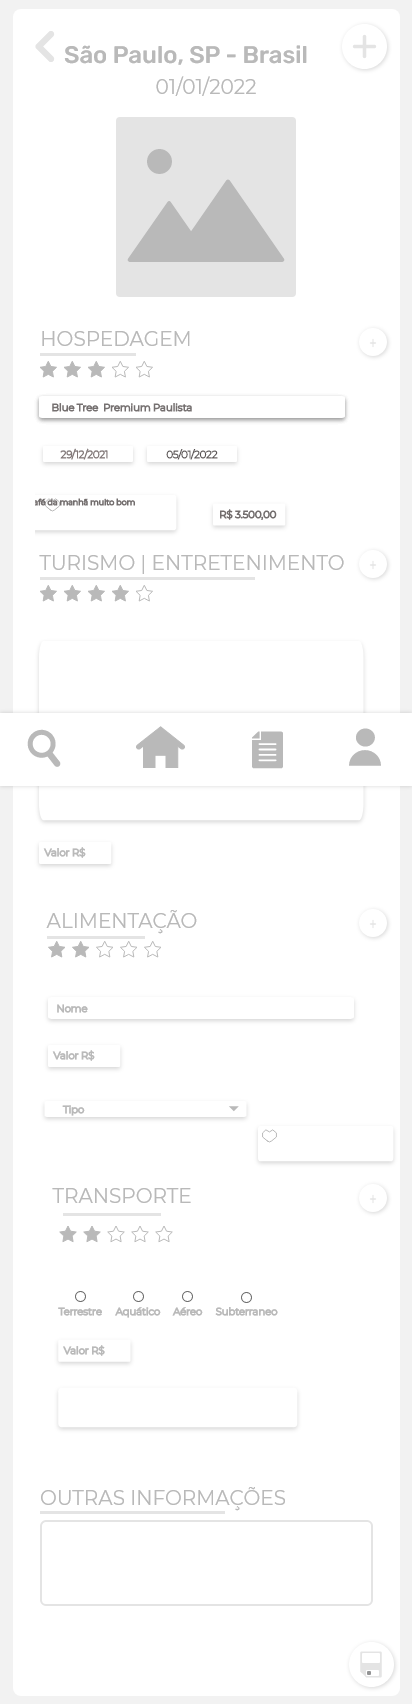 São Paulo, SP - Brasil
01/01/2022
HOSPEDAGEM
+
Blue Tree Premium Paulista
29/12/2021 05/01/2022
afé da manhã muito bom
R$ 3.500,00
TURISMO | ENTRETENIMENTO
+
Valor R$
ALIMENTAÇÃO
+
Nome
Valor R$
Tipo
TRANSPORTE
+
Terrestre Aquático Aéreo Subterraneo
Valor R$
OUTRAS INFORMAÇÕES